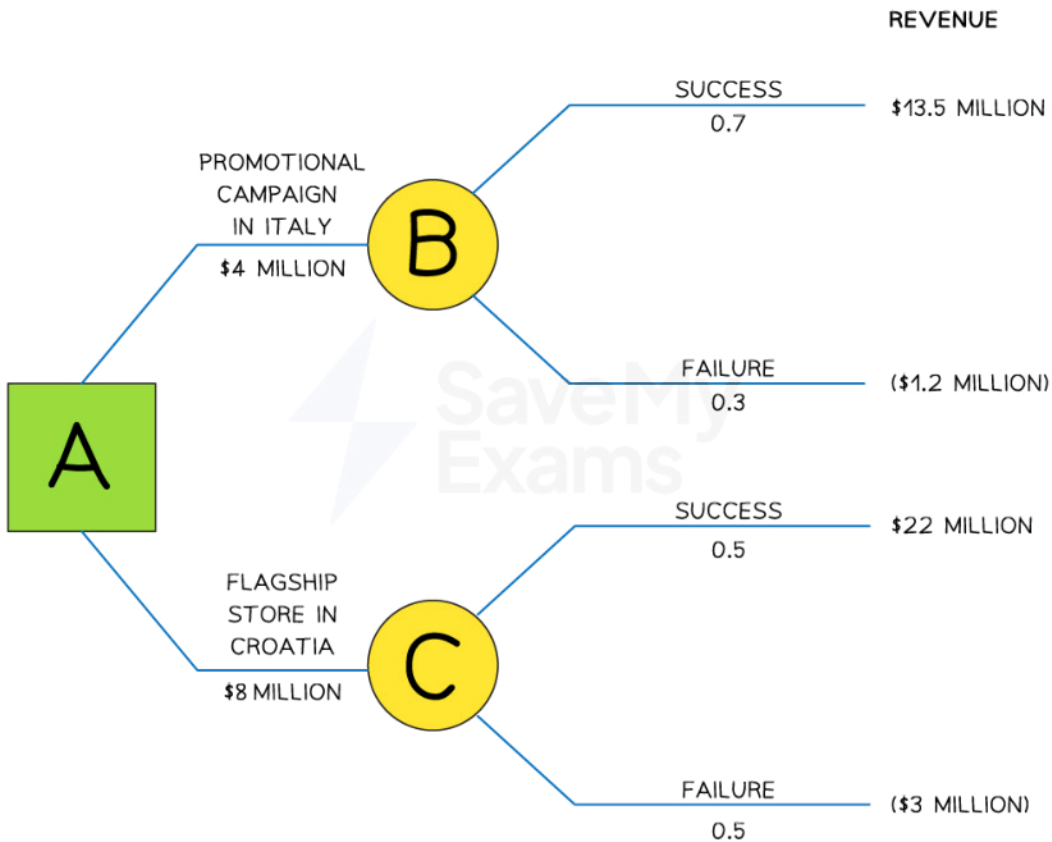 REVENUE
SUCCESS
0.7
$13.5 MILLION
PROMOTIONAL
CAMPAIGN
IN ITALY
$4 MILLION
B
FAILURE
0.3
($1.2 MILLION)
SaveMy
Exams
A
SUCCESS
0.5
$22 MILLION
FLAGSHIP
STORE IN
CROATIA
$8 MILLION
C
FAILURE
0.5
($3 MILLION)